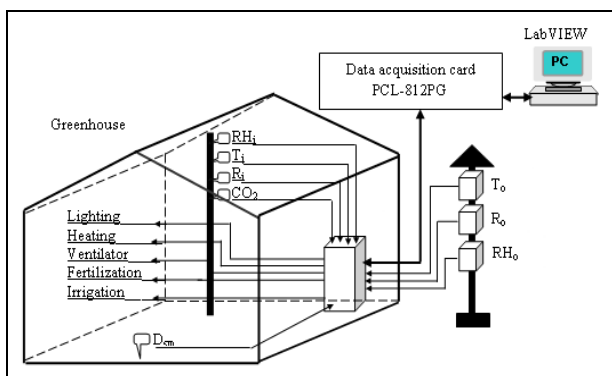 LabVIEW
PC
Data acquisition card
PCL-812PG
Greenhouse
RHi
Ti
Ri
CO2
To
Ro
RHo
Lighting
Heating
Ventilator
Fertilization
Irrigation
Dsm